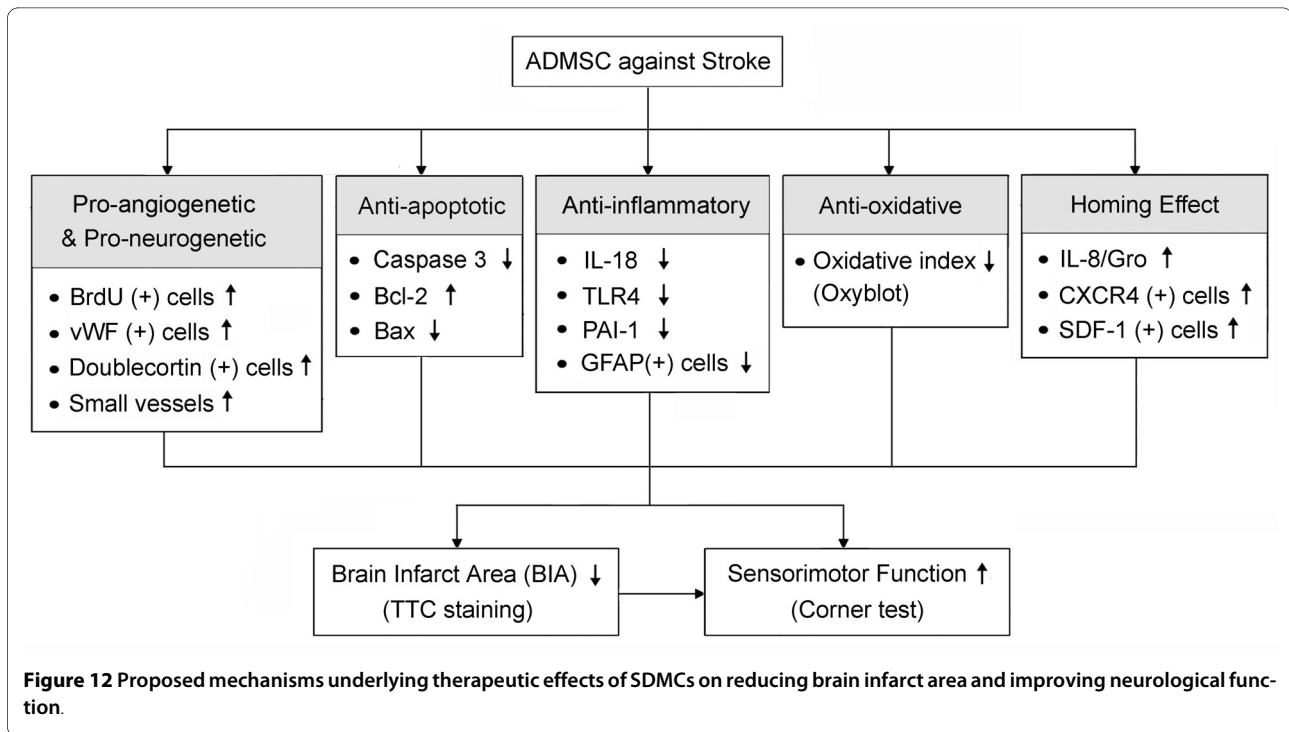 ADMSC against Stroke
Pro-angiogenetic
& Pro-neurogenetic
• BrdU (+) cells ↑
• vWF (+) cells ↑
• Doublecortin (+) cells ↑
• Small vessels ↑
Anti-apoptotic
• Caspase 3 ↓
• Bcl-2 ↑
• Bax ↓
Anti-inflammatory
• IL-18 ↓
• TLR4 ↓
• PAI-1 ↓
• GFAP(+) cells ↓
Anti-oxidative
• Oxidative index ↓
(Oxyblot)
Homing Effect
• IL-8/Gro ↑
• CXCR4 (+) cells ↑
• SDF-1 (+) cells ↑
Brain Infarct Area (BIA) ↓
(TTC staining)
Sensorimotor Function ↑
(Corner test)
Figure 12 Proposed mechanisms underlying therapeutic effects of SDMCs on reducing brain infarct area and improving neurological func-
tion.